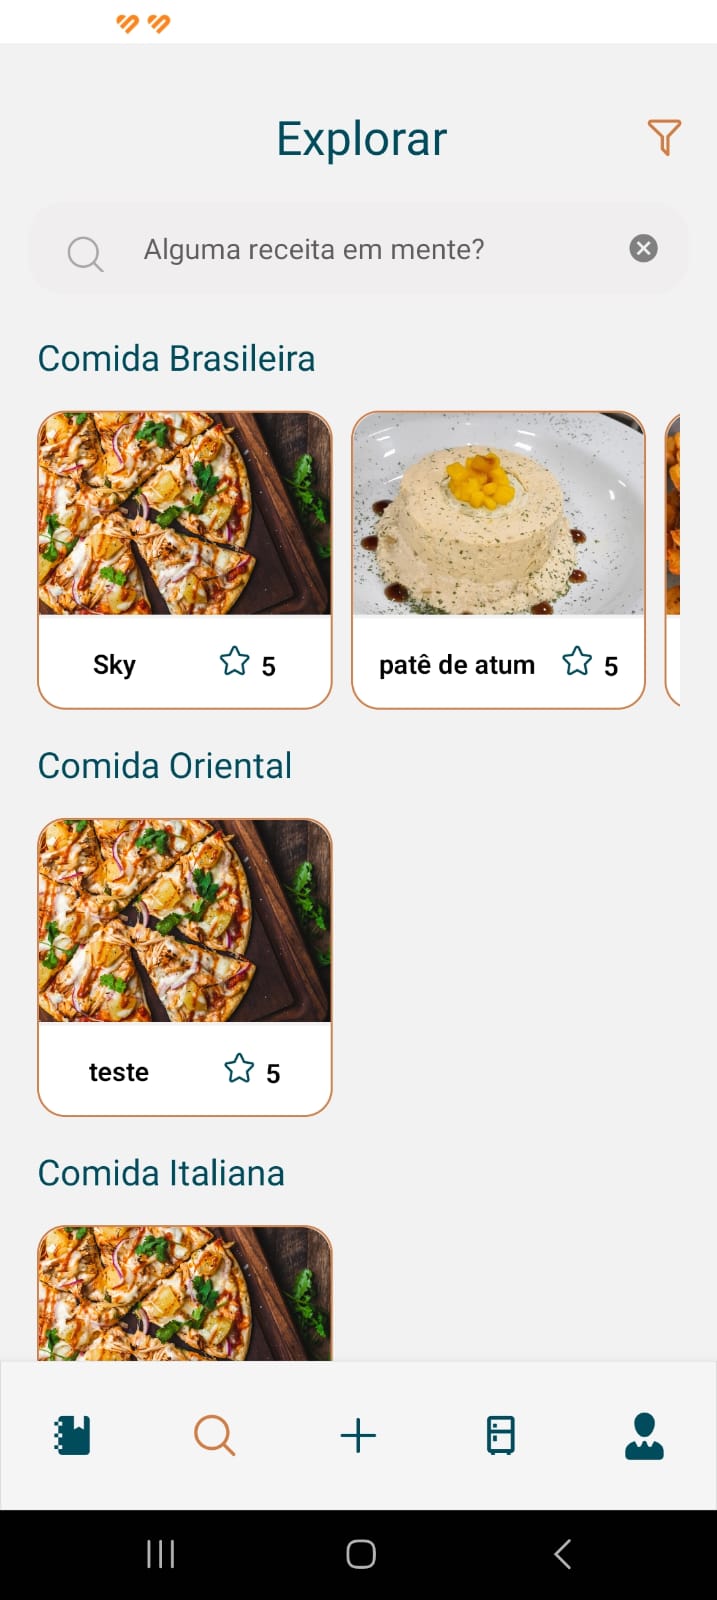 Explorar
Alguma receita em mente?
Comida Brasileira
Sky 5
patê de atum 5
Comida Oriental
teste 5
Comida Italiana